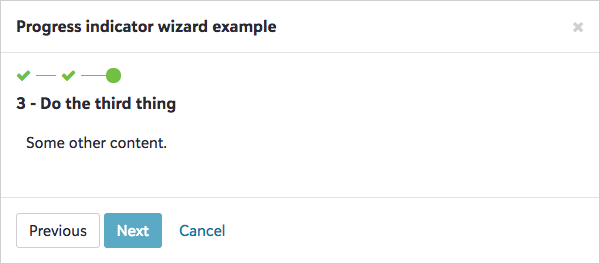 Progress indicator wizard example
3 - Do the third thing
Some other content.
Previous Next Cancel